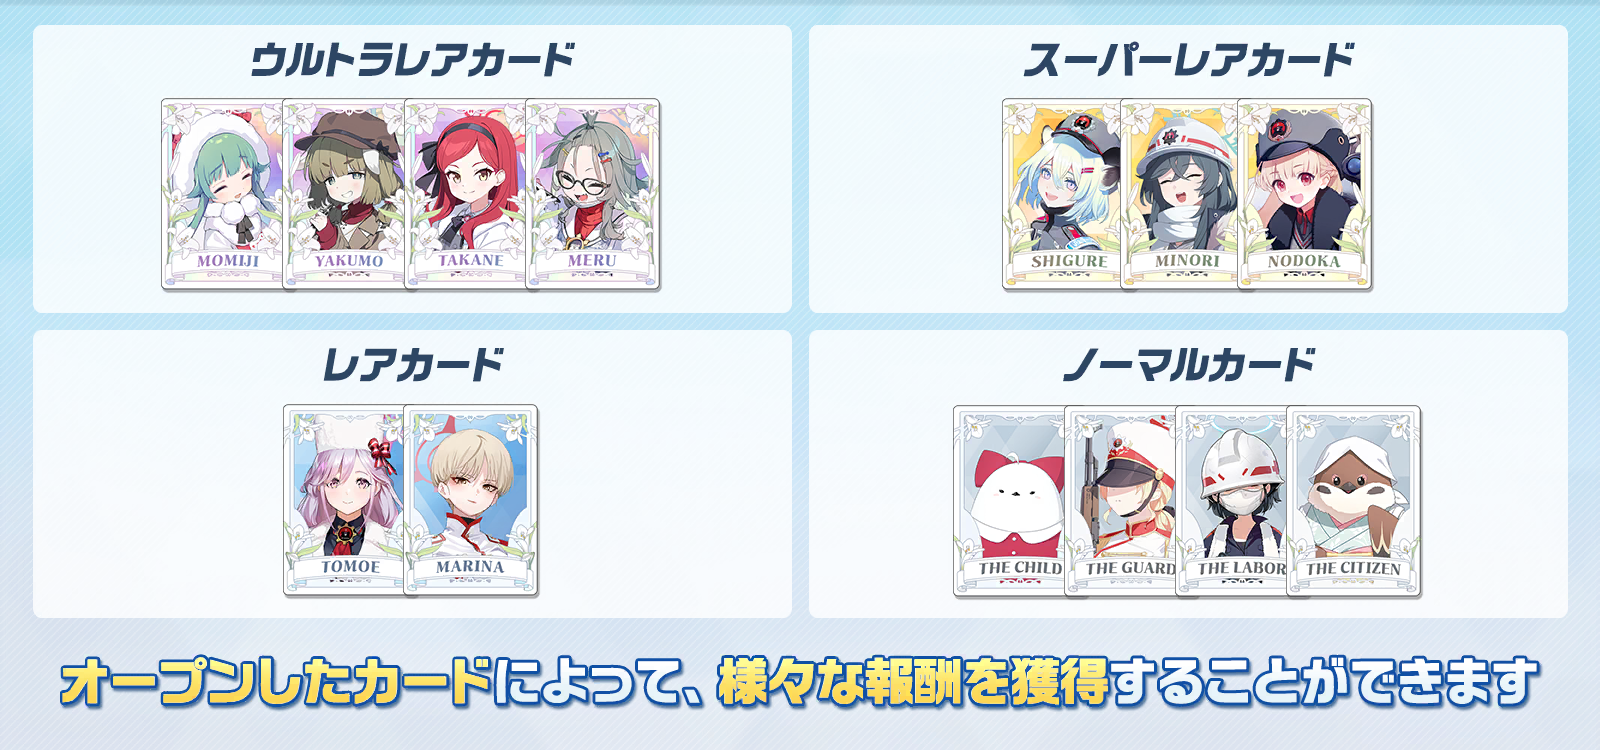 ウルトラレアカード
MOMIJI
YAKUMO
TAKANE
MERU
スーパーレアカード
SHIGURE
MINORI
NODOKA
レアカード
TOMOE
MARINA
ノーマルカード
THE CHILD
THE GUARD
THE LABOR
THE CITIZEN
オープンしたカードによって、様々な報酬を獲得することができます